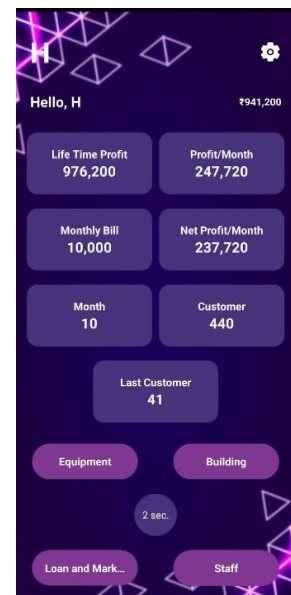 H
Hello, H
₹941,200
Life Time Profit
976,200
Profit/Month
247,720
Monthly Bill
10,000
Net Profit/Month
237,720
Month
10
Customer
440
Last Customer
41
Equipment
Building
2 sec.
Loan and Mark...
Staff